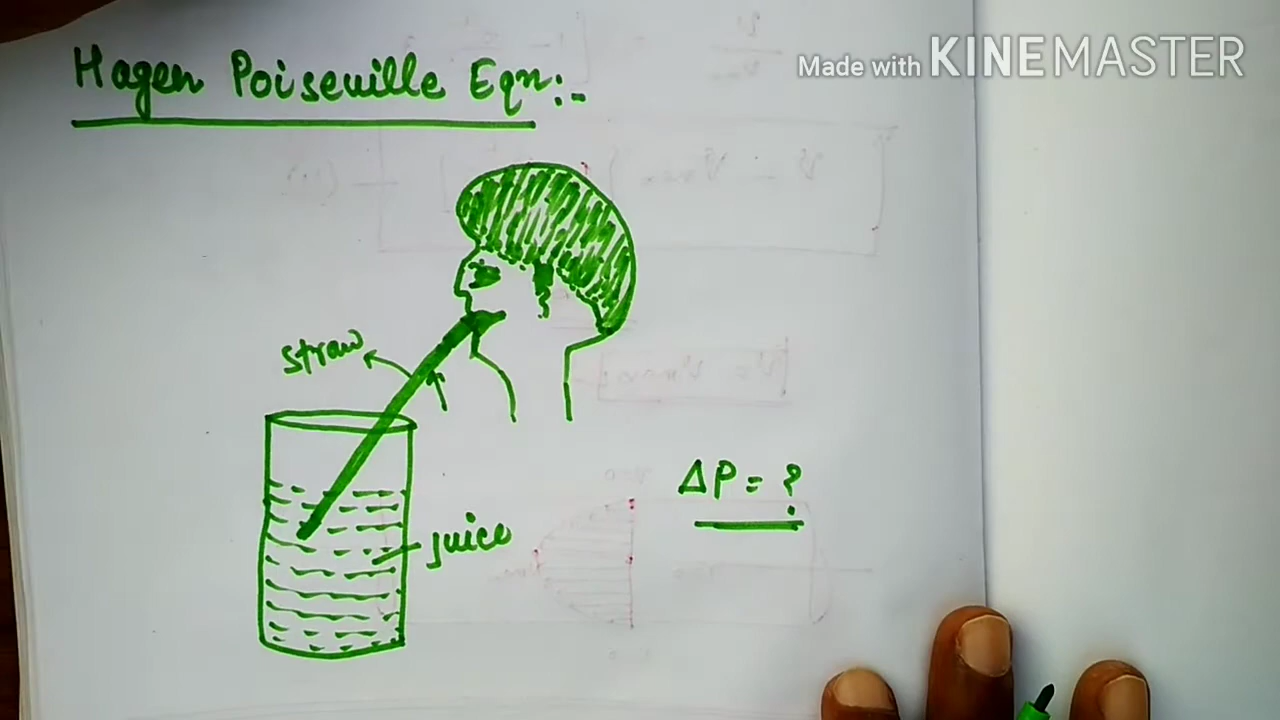 Hagen Poiseuille Eqn:-
Made with KINEMASTER
straw
ΔP = ?
juice